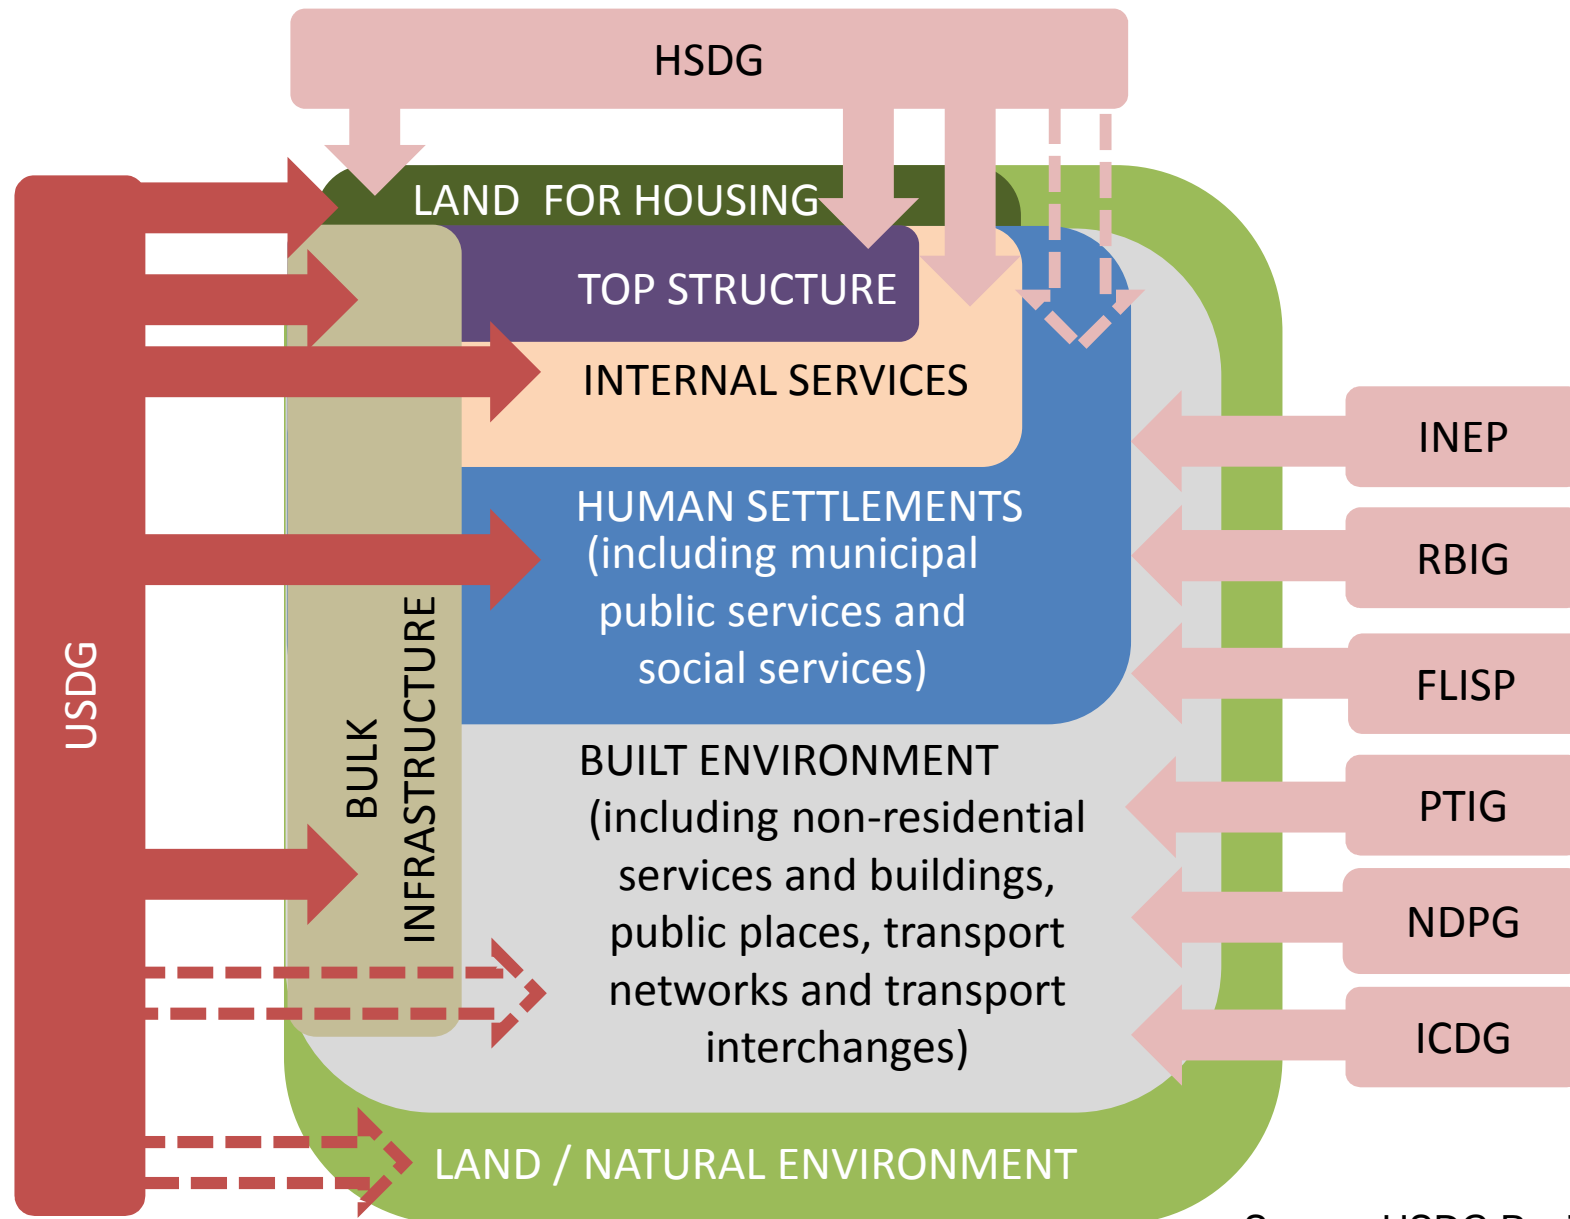 HSDG
LAND FOR HOUSING
TOP STRUCTURE
INTERNAL SERVICES
HUMAN SETTLEMENTS
(including municipal
public services and
social services)
BUILT ENVIRONMENT
(including non-residential
services and buildings,
public places, transport
networks and transport
interchanges)
LAND / NATURAL ENVIRONMENT
USDG
BULK
INFRASTRUCTURE
INEP
RBIG
FLISP
PTIG
NDPG
ICDG